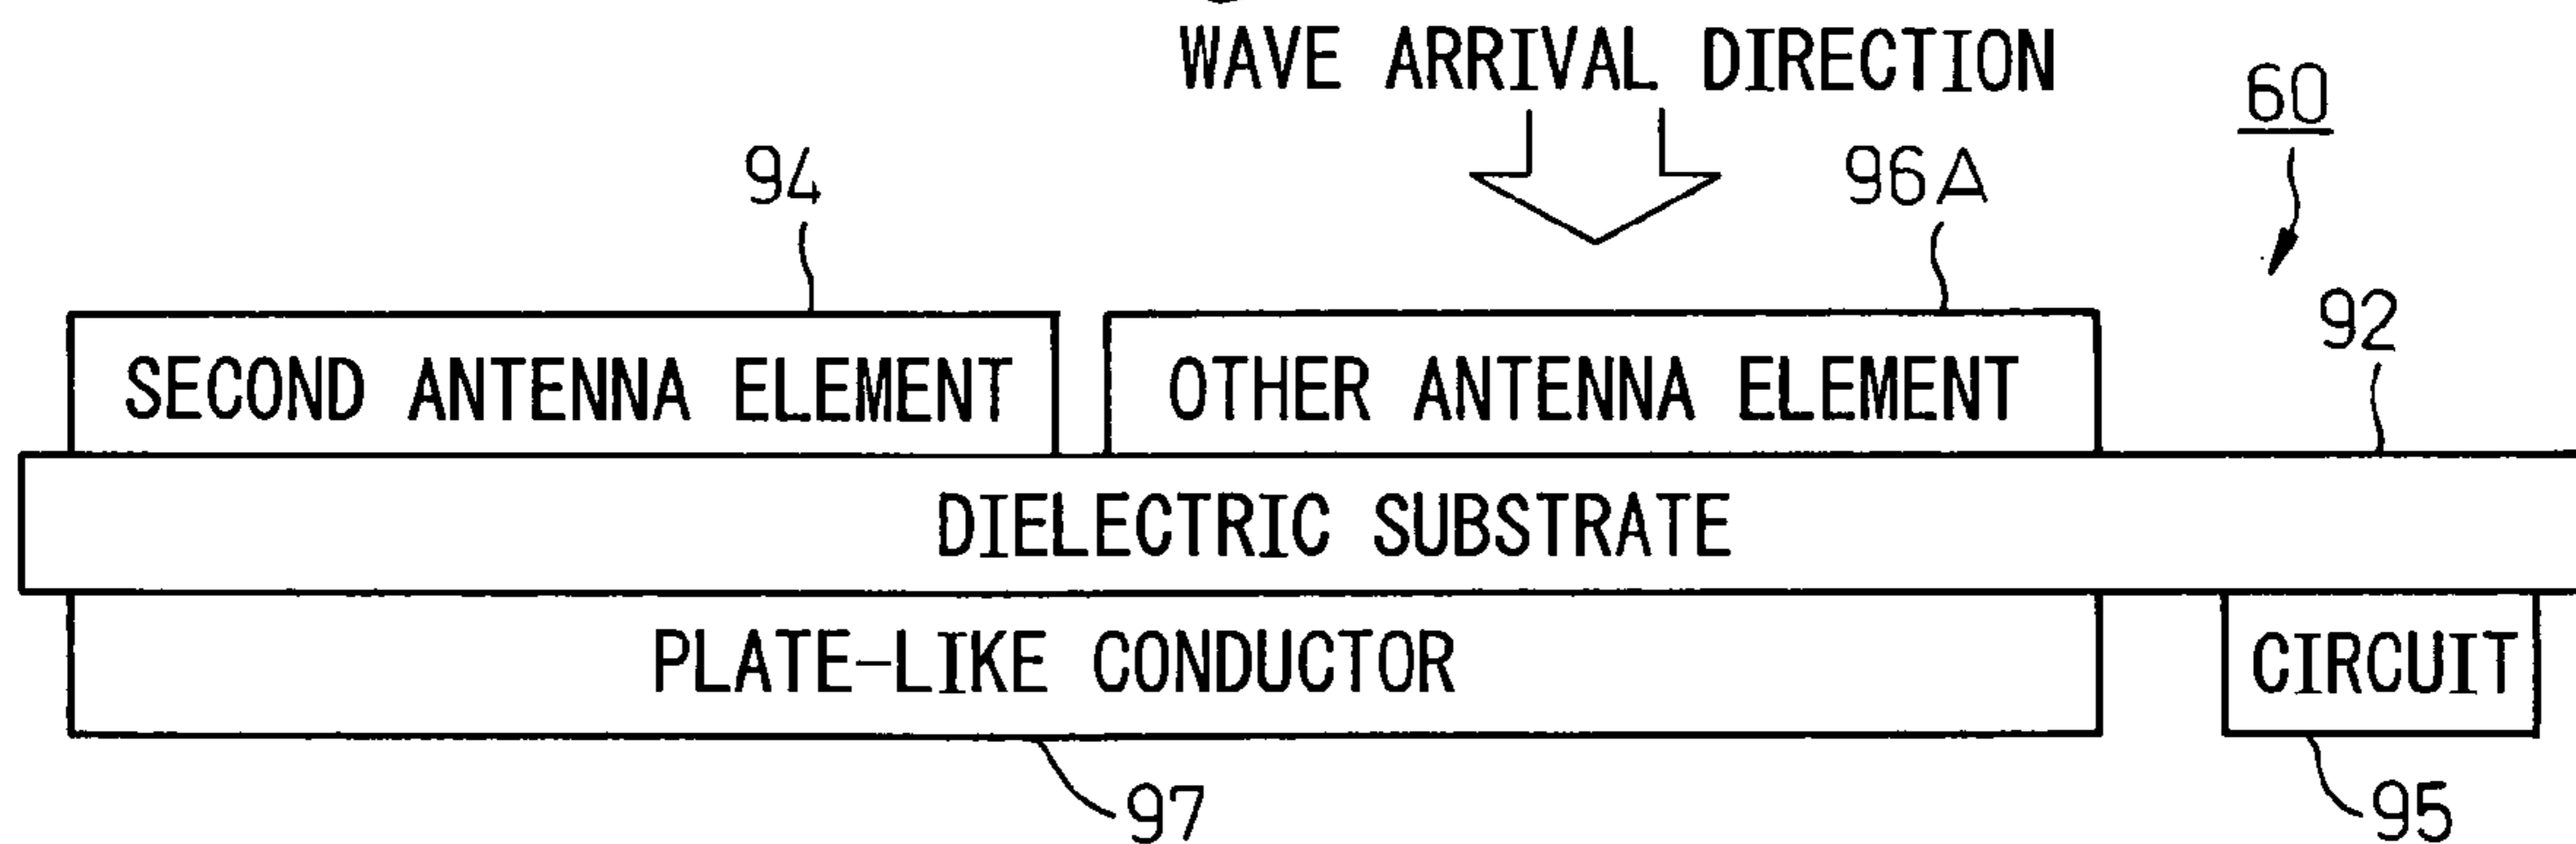 WAVE ARRIVAL DIRECTION
60
94
96A
92
SECOND ANTENNA ELEMENT
OTHER ANTENNA ELEMENT
DIELECTRIC SUBSTRATE
PLATE-LIKE CONDUCTOR
CIRCUIT
97
95